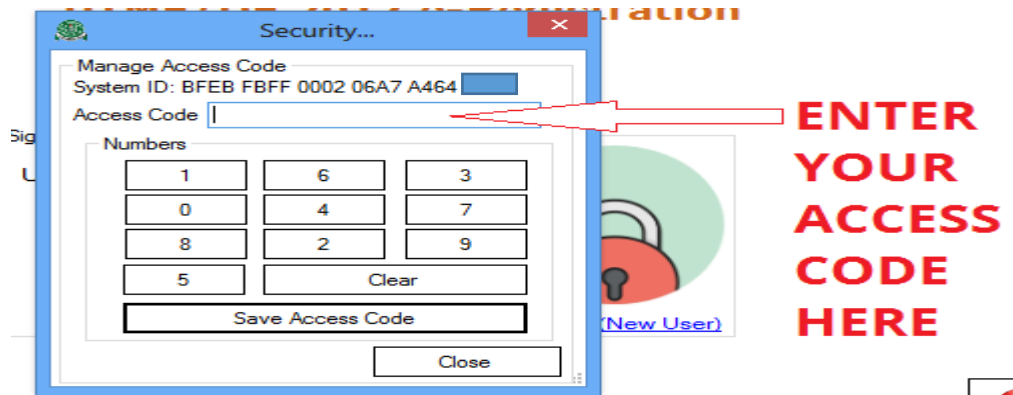 Security...
Manage Access Code
System ID: BFEB FBFF 0002 06A7 A464
Access Code
Numbers
1 6 3
0 4 7
8 2 9
5 Clear
Save Access Code
Close
(New User)
ENTER
YOUR
ACCESS
CODE
HERE